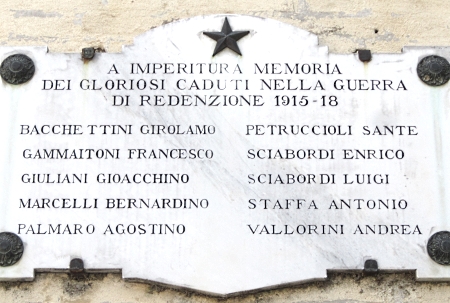 A IMPERITURA MEMORIA
DEI GLORIOSI CADUTI NELLA GUERRA
DI REDENZIONE 1915-18
BACCHETTINI GIROLAMO
GAMMAITONI FRANCESCO
GIULIANI GIOACCHINO
MARCELLI BERNARDINO
PALMARO AGOSTINO
PETRUCCIOLI SANTE
SCIABORDI ENRICO
SCIABORDI LUIGI
STAFFA ANTONIO
VALLORINI ANDREA